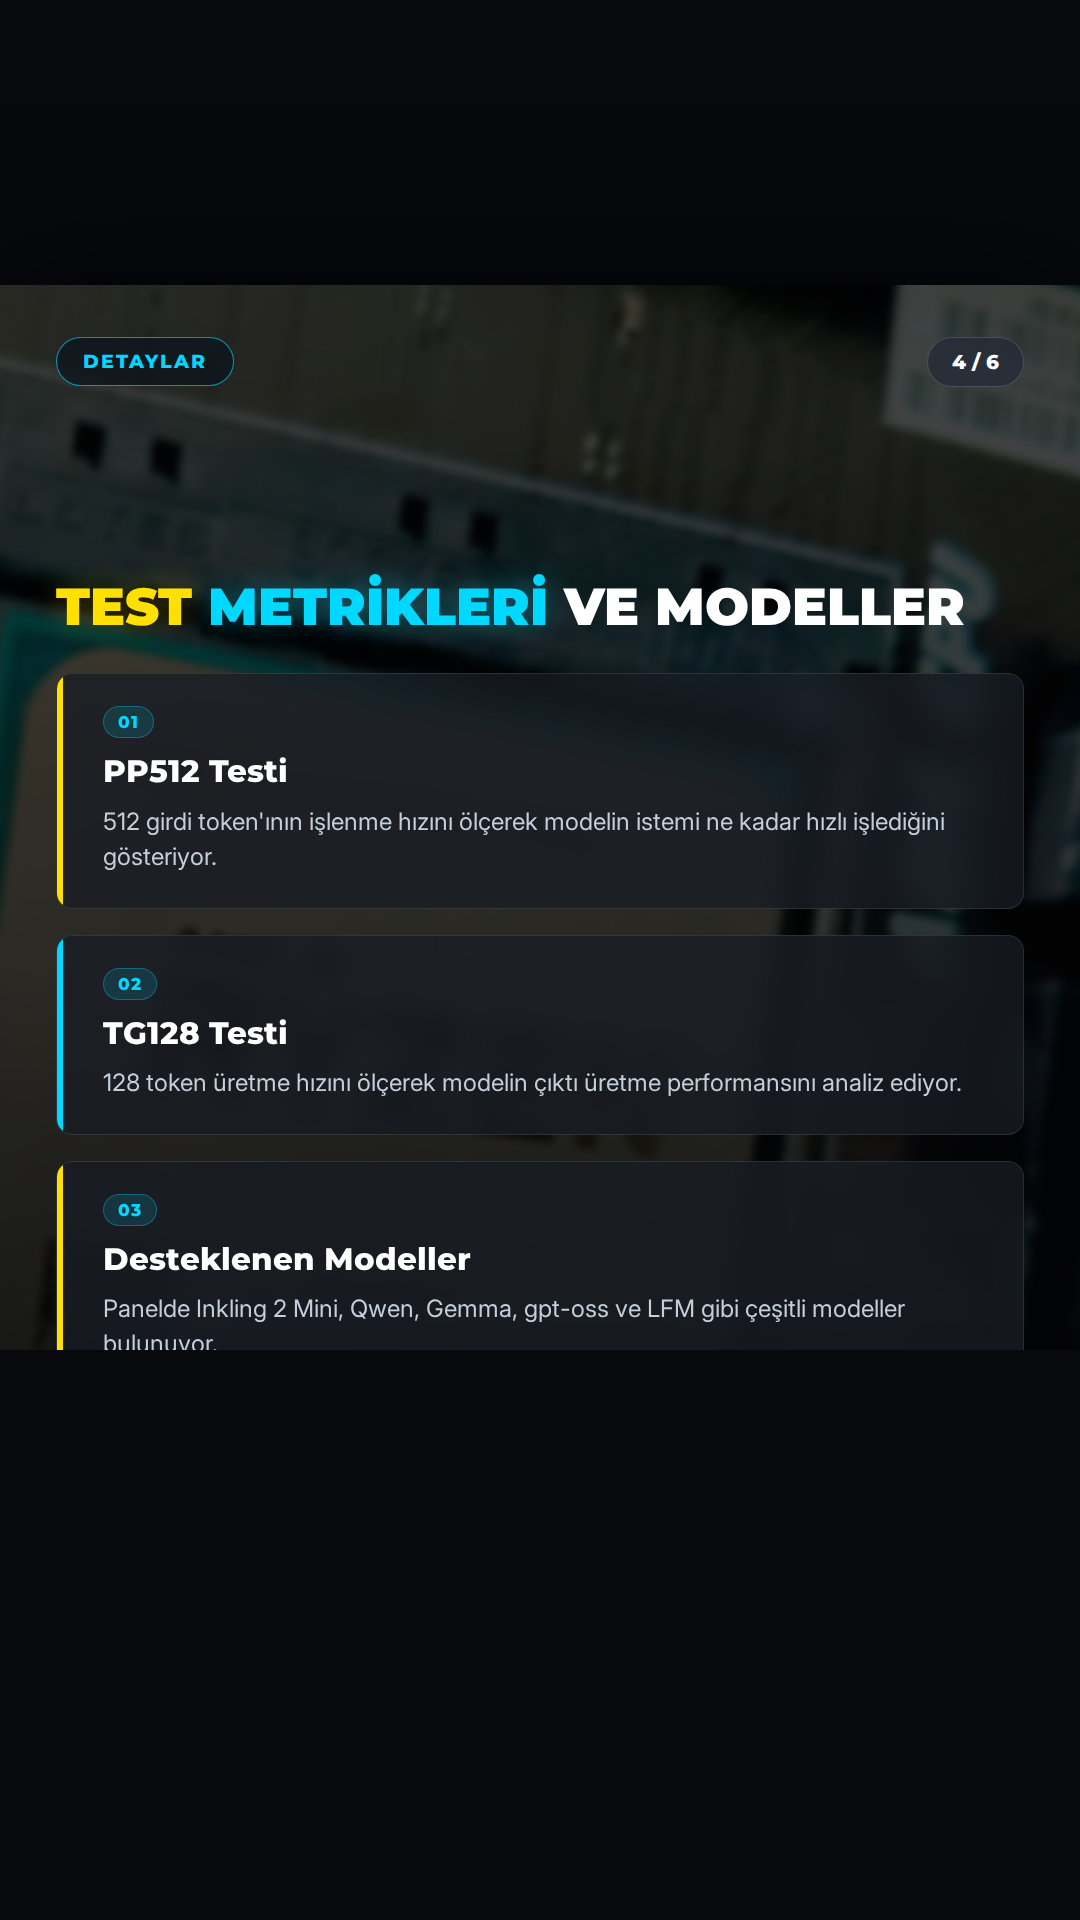 DETAYLAR
4 / 6
TEST METRİKLERİ VE MODELLER
01
PP512 Testi
512 girdi token'ının işlenme hızını ölçerek modelin istemi ne kadar hızlı işlediğini
gösteriyor.
02
TG128 Testi
128 token üretme hızını ölçerek modelin çıktı üretme performansını analiz ediyor.
03
Desteklenen Modeller
Panelde Inkling 2 Mini, Qwen, Gemma, gpt-oss ve LFM gibi çeşitli modeller
bulunuyor.